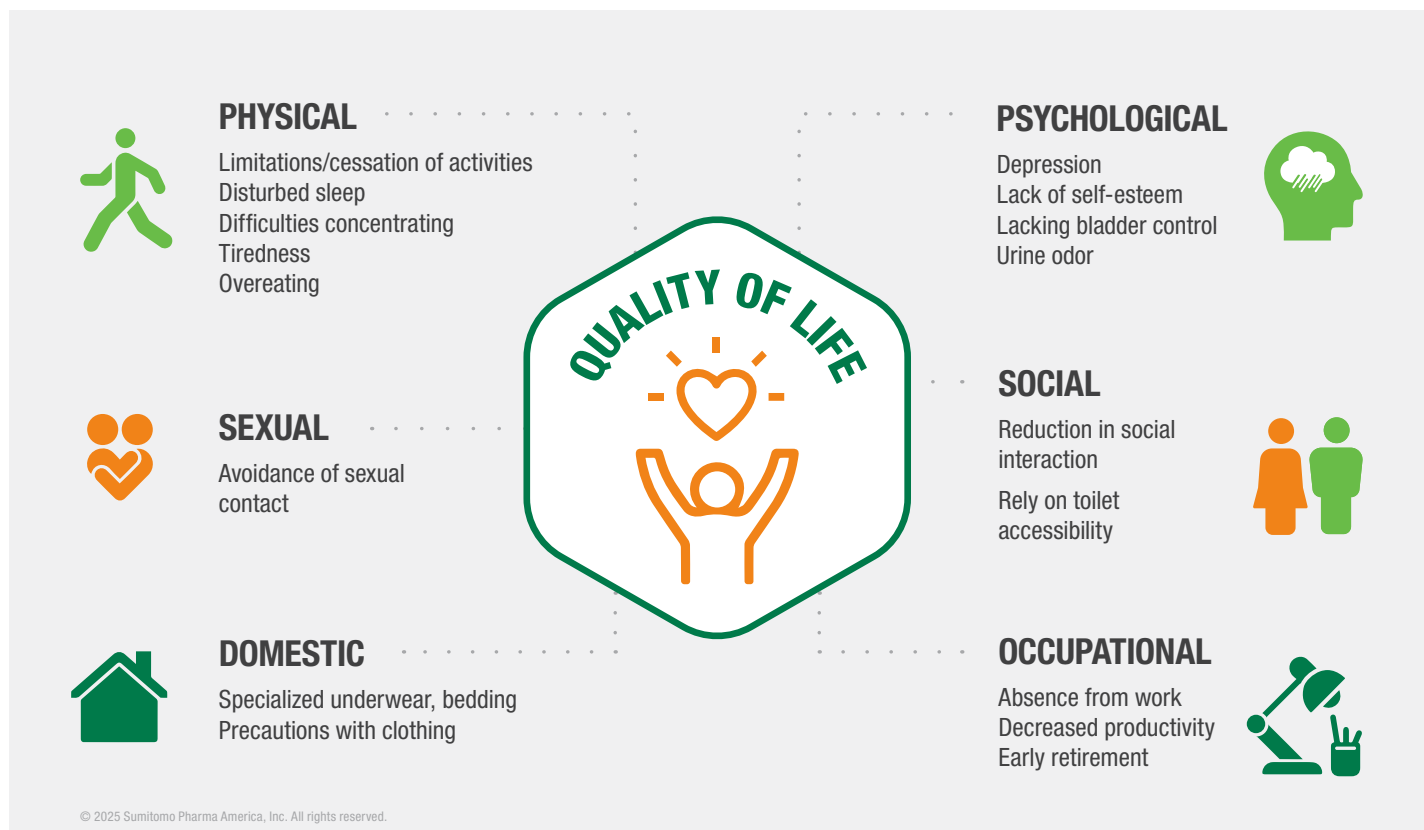 PHYSICAL
Limitations/cessation of activities
Disturbed sleep
Difficulties concentrating
Tiredness
Overeating
SEXUAL
Avoidance of sexual
contact
DOMESTIC
Specialized underwear, bedding
Precautions with clothing
QUALITY OF LIFE
PSYCHOLOGICAL
Depression
Lack of self-esteem
Lacking bladder control
Urine odor
SOCIAL
Reduction in social
interaction
Rely on toilet
accessibility
OCCUPATIONAL
Absence from work
Decreased productivity
Early retirement
© 2025 Sumitomo Pharma America, Inc. All rights reserved.